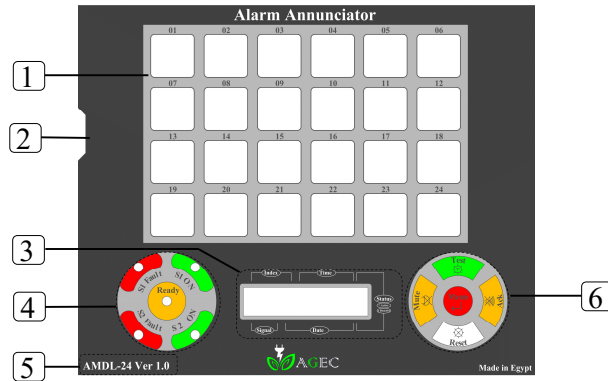 Alarm Annunciator
01 02 03 04 05 06
1
07 08 09 10 11 12
2
13 14 15 16 17 18
19 20 21 22 23 24
3
Index Time
Status
Signal Date
4
S1 Fault S1 ON
Ready
S2 Fault S 2 ON
Test
Mute Ack
Reset
6
5
AMDL-24 Ver 1.0
AGEC
Made in Egypt